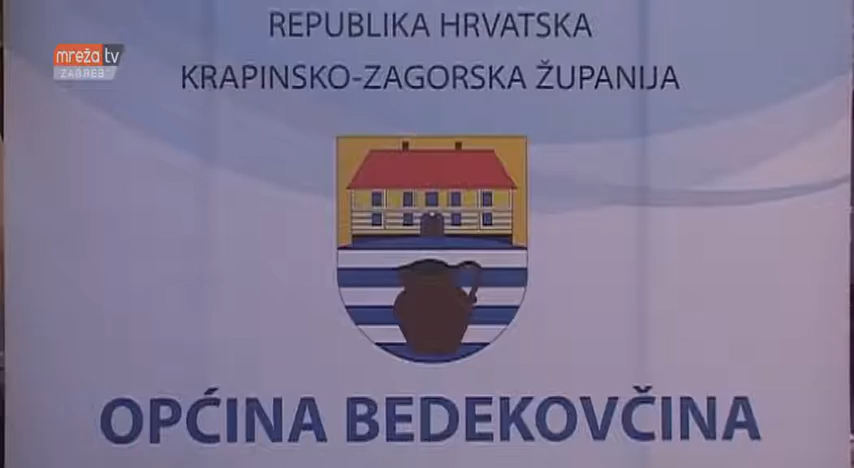 REPUBLIKA HRVATSKA
mreža tv
ZAGREB
KRAPINSKO-ZAGORSKA ŽUPANIJA
OPĆINA BEDEKOVČINA